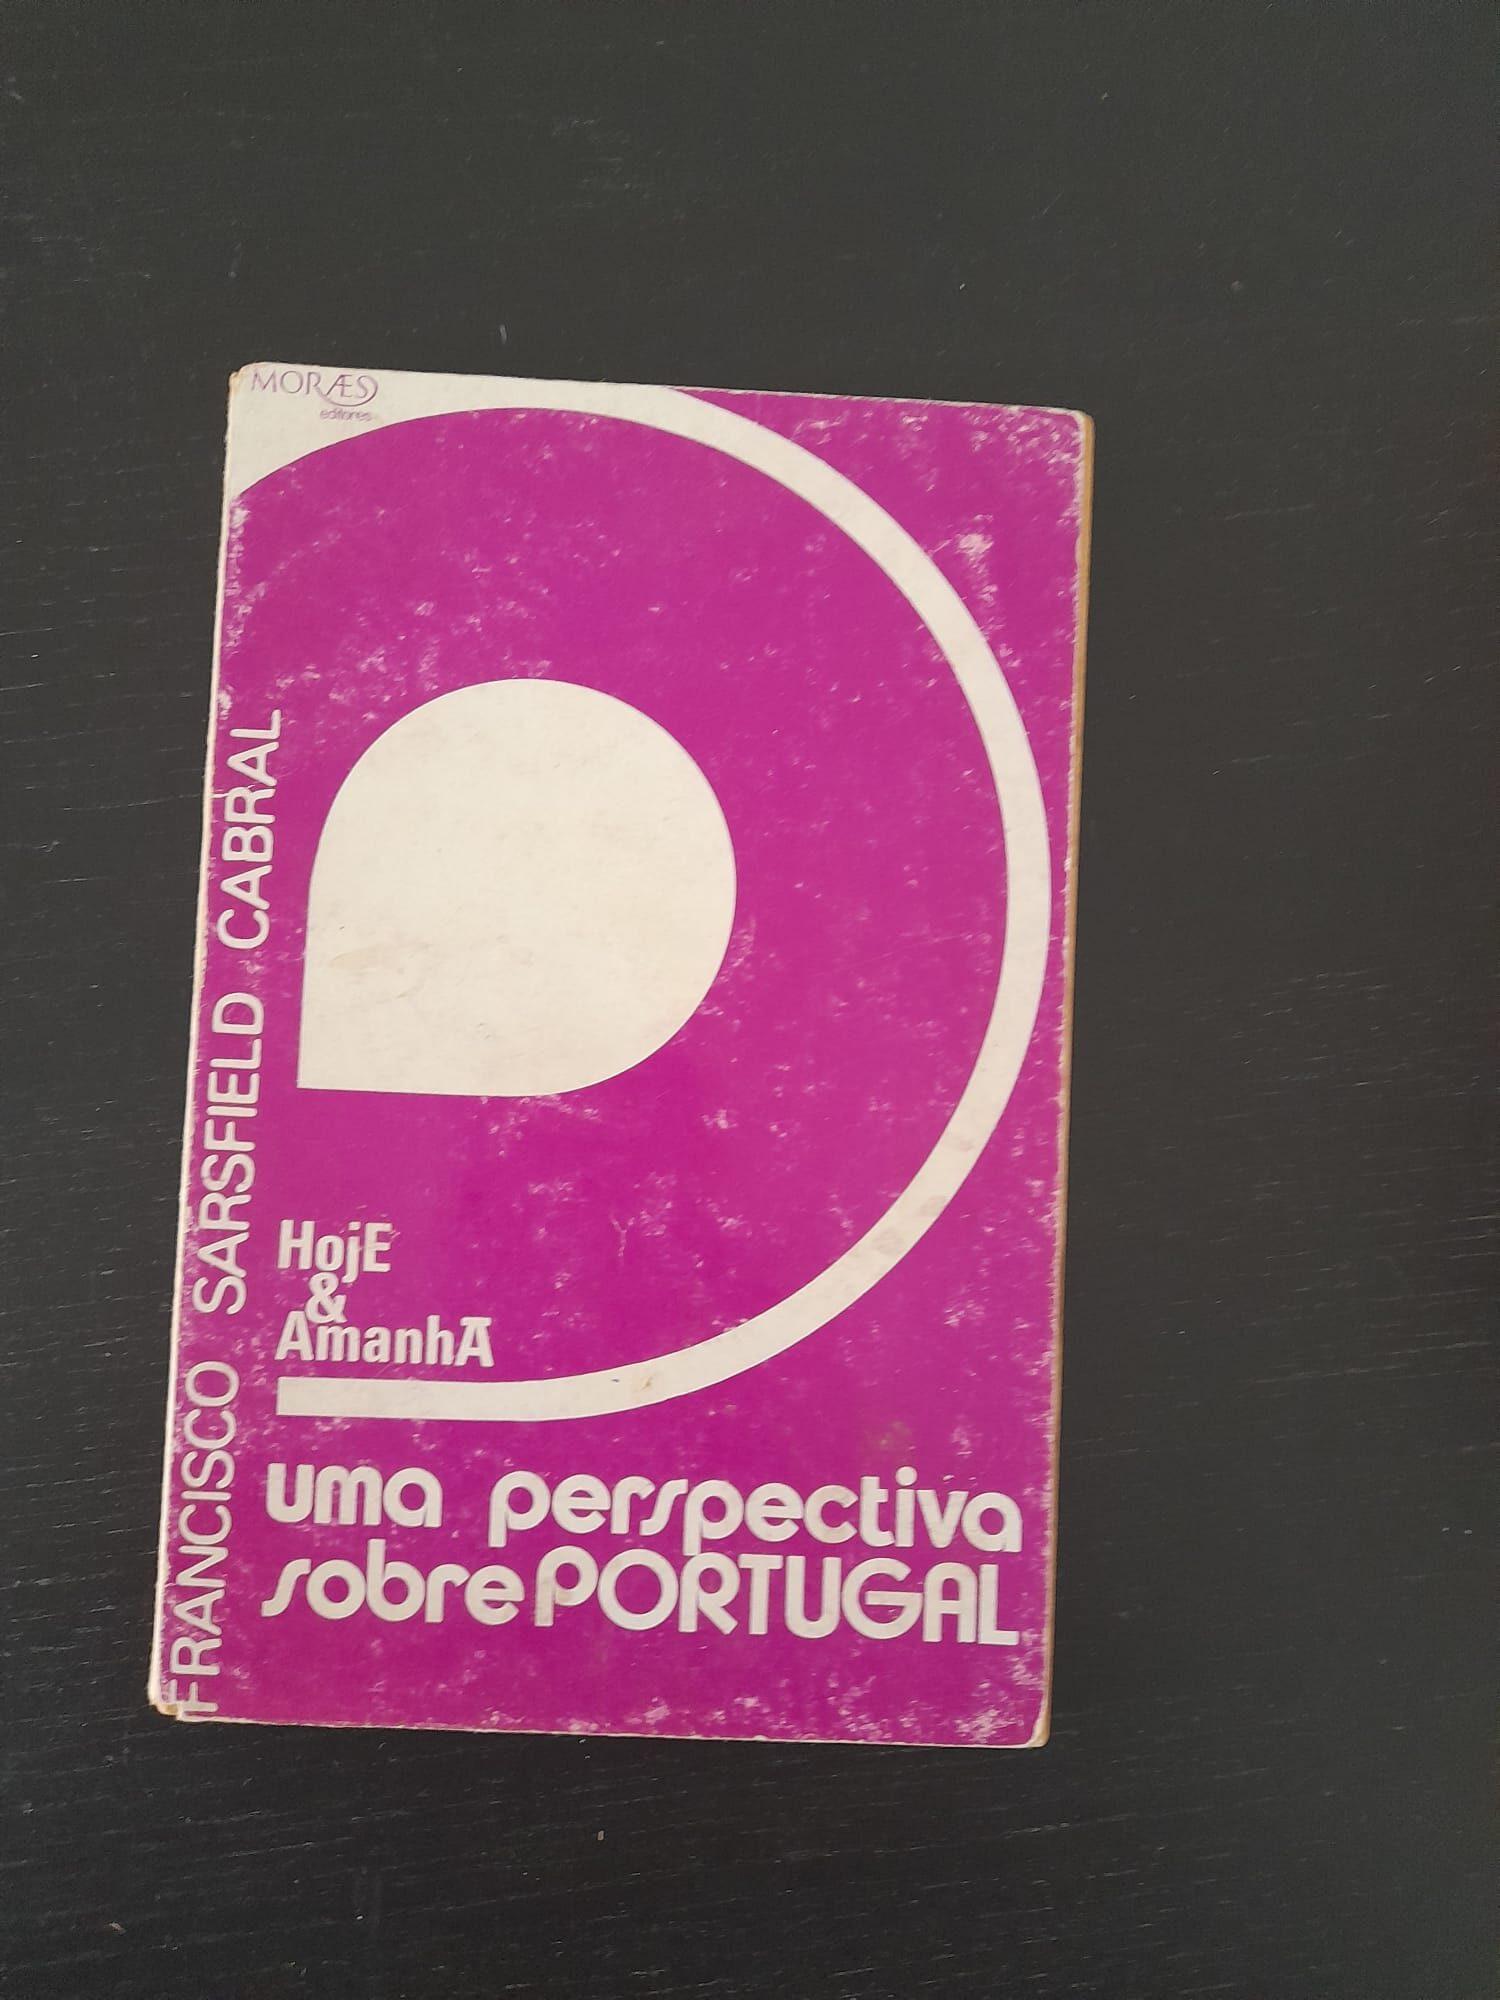 MORÆS
editores
FRANCISCO SARSFIELD CABRAL
HojE
&
AmanhA
uma perspectiva
sobre PORTUGAL